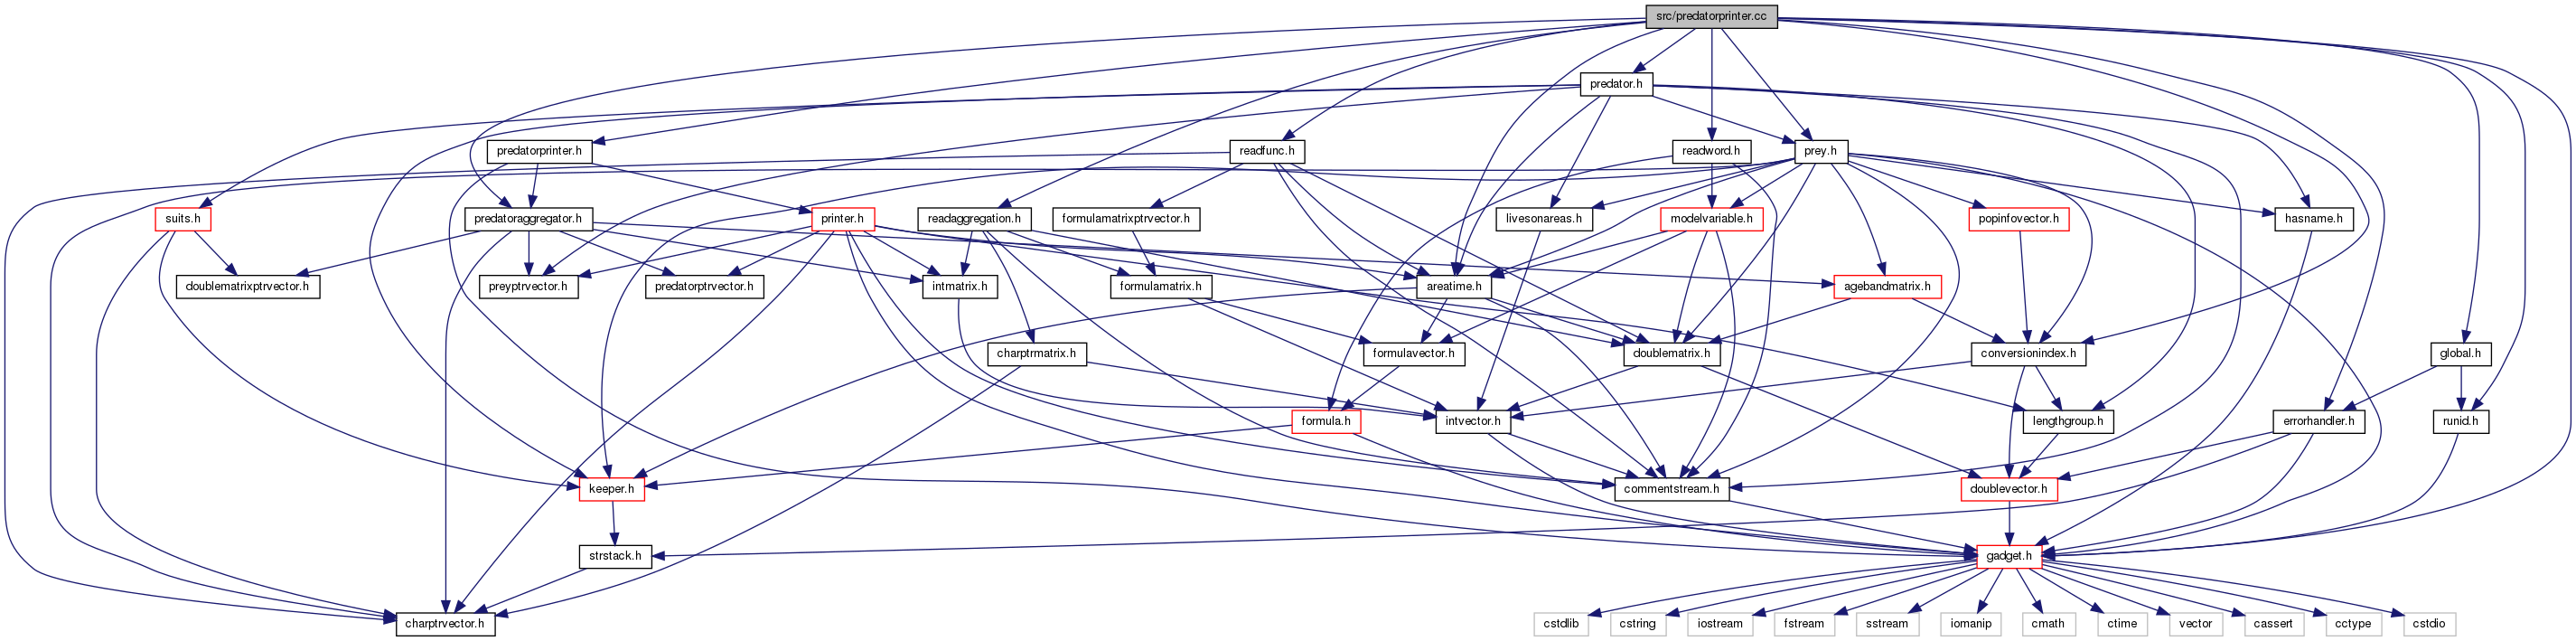 src/predatorprinter.cc
predator.h
predatorprinter.h
readfunc.h
readword.h
prey.h
suits.h
predatoraggregator.h
printer.h
readaggregation.h
formulamatrixptrvector.h
livesonareas.h
modelvariable.h
popinfovector.h
hasname.h
doublematrixptrvector.h
preyptrvector.h
predatorptrvector.h
intmatrix.h
formulamatrix.h
areatime.h
agebandmatrix.h
charptrmatrix.h
formulavector.h
doublematrix.h
conversionindex.h
global.h
formula.h
intvector.h
lengthgroup.h
errorhandler.h
runid.h
keeper.h
commentstream.h
doublevector.h
strstack.h
gadget.h
charptrvector.h
cstdlib
cstring
iostream
fstream
sstream
iomanip
cmath
ctime
vector
cassert
cctype
cstdio